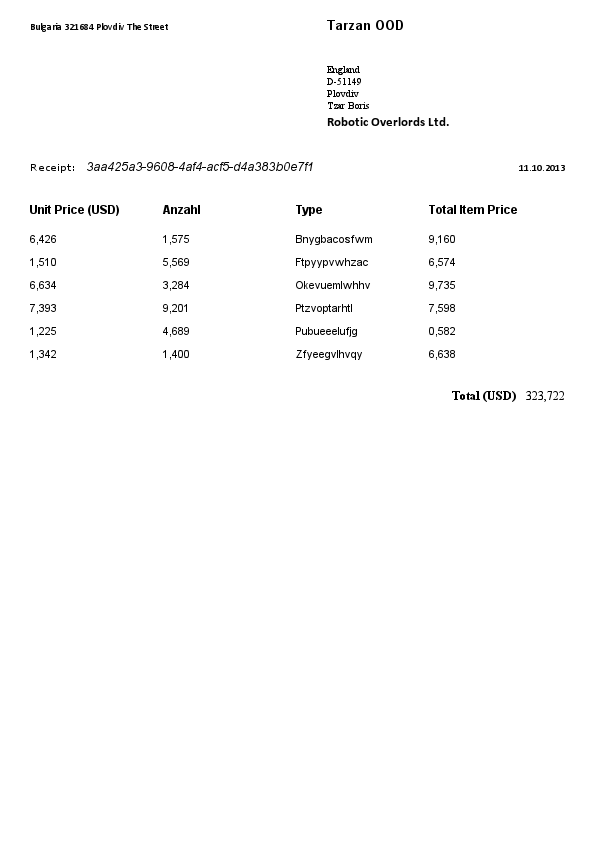 Bulgaria 321684 Plovdiv The Street
Tarzan OOD
England
D-51149
Plovdiv
Tzar Boris
Robotic Overlords Ltd.
Receipt: 3aa425a3-9608-4af4-acf5-d4a383b0e7f1 11.10.2013
Unit Price (USD) Anzahl Type Total Item Price
6,426 1,575 Bnygbacosfwm 9,160
1,510 5,569 Ftpyypvwhzac 6,574
6,634 3,284 Okevuemlwhhv 9,735
7,393 9,201 Ptzvoptarhtl 7,598
1,225 4,689 Pubueeelufjg 0,582
1,342 1,400 Zfyeegvlhvqy 6,638
Total (USD) 323,722